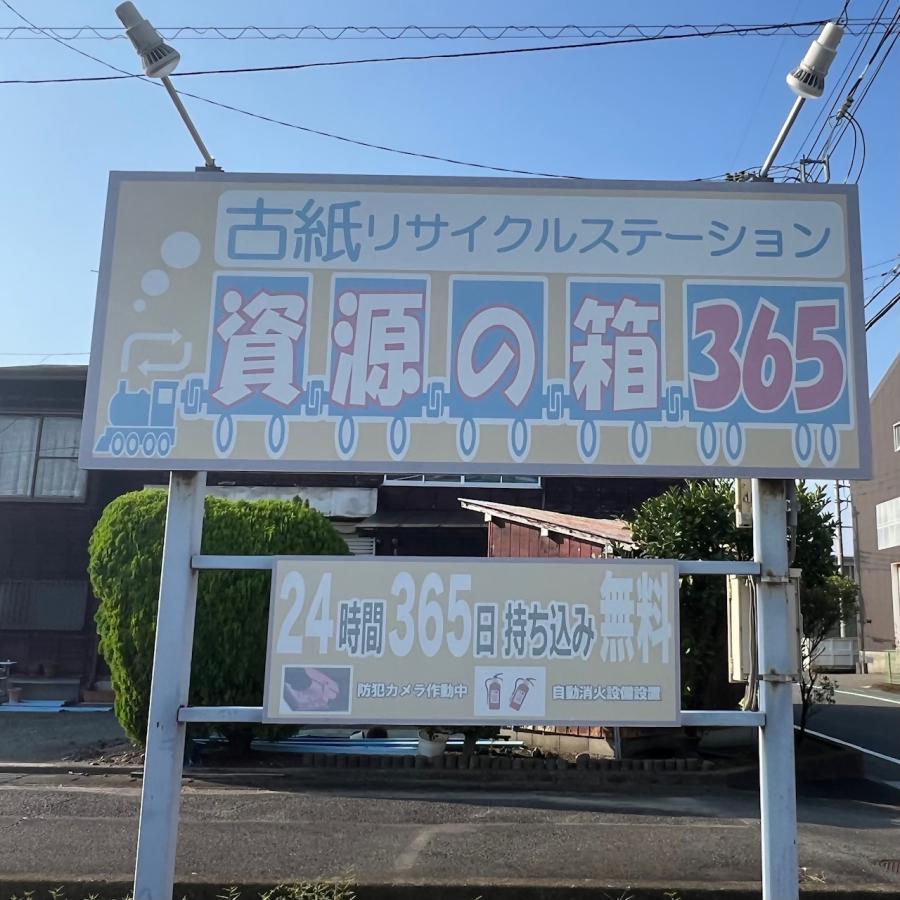 古紙リサイクルステーション
資源の箱365
24時間365日持ち込み無料
防犯カメラ作動中 自動消火設備設置